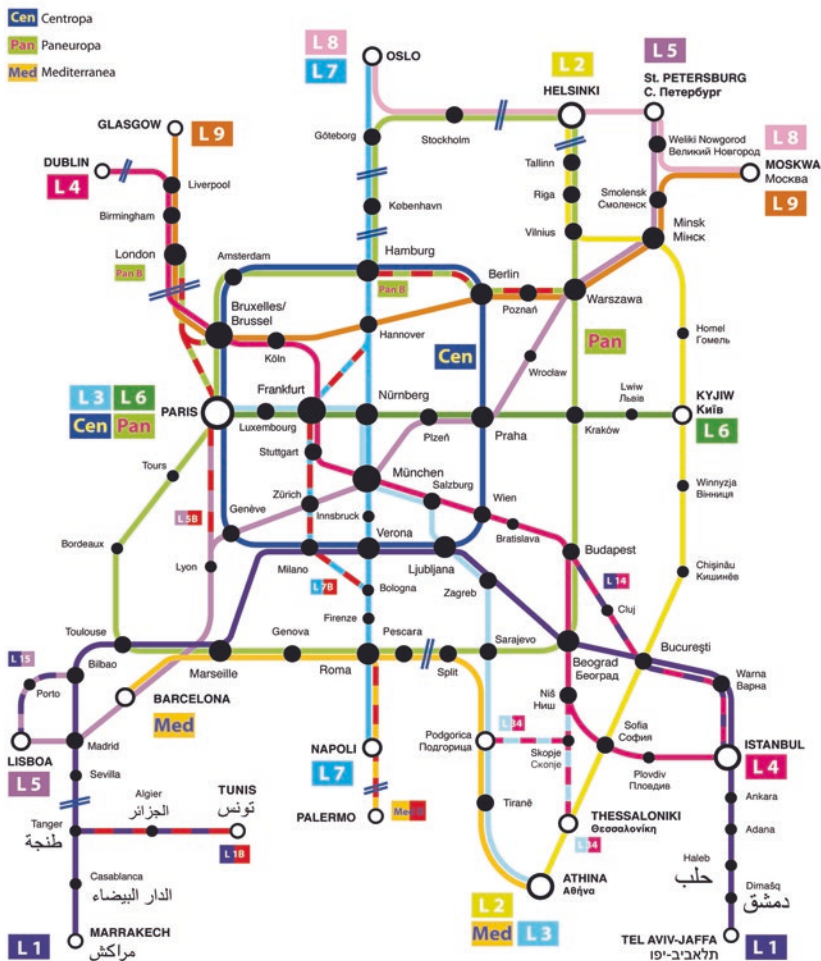 Cen Centropa
Pan Paneuropa
Med Mediterranea
L 8
L 7
OSLO
L 2
HELSINKI
L 5
St. PETERSBURG
С. Петербург
GLASGOW
L 9
DUBLIN
L 4
Liverpool
Birmingham
London
Pan B
Göteborg
Stockholm
København
Tallinn
Riga
Vilnius
Weliki Nowgorod
Великий Новгород
L 8
MOSKWA
Москва
L 9
Smolensk
Смоленск
Minsk
Мінск
Amsterdam
Hamburg
Pan B
Berlin
Poznań
Warszawa
Bruxelles/
Brussel
Köln
Hannover
Cen
Pan
Wrocław
Homel
Гомель
L 3
L 6
Cen
Pan
PARIS
Luxembourg
Frankfurt
Nürnberg
Plzeň
Praha
Kraków
Lwiw
Львів
KYJIW
Київ
L 6
Stuttgart
München
Salzburg
Wien
Bratislava
Budapest
Winnyzja
Вінниця
Tours
Bordeaux
L 5B
Genève
Zürich
Innsbruck
Lyon
Milano
Verona
Ljubljana
L 7B
Bologna
Firenze
Zagreb
L 14
Cluj
Chişinău
Кишинёв
Toulouse
Marseille
Genova
Roma
Pescara
Split
Sarajevo
Beograd
Београд
Bucureşti
Warna
Варна
L 15
Porto
Bilbao
BARCELONA
Med
LISBOA
L 5
Madrid
Sevilla
NAPOLI
L 7
Podgorica
Подгорица
L 34
Niš
Ниш
Skopje
Скопје
Sofia
София
Plovdiv
Пловдив
ISTANBUL
L 4
Tanger
طنجة
Algier
الجزائر
TUNIS
تونس
L 1B
PALERMO
Tiranë
THESSALONIKI
Θεσσαλονίκη
L 34
Ankara
Adana
Haleb
حلب
Dimašq
دمشق
Casablanca
الدار البيضاء
L 1
MARRAKECH
مراكش
ATHINA
Αθήνα
L 2
Med
L 3
TEL AVIV-JAFFA
תלאביב-יפו
L 1